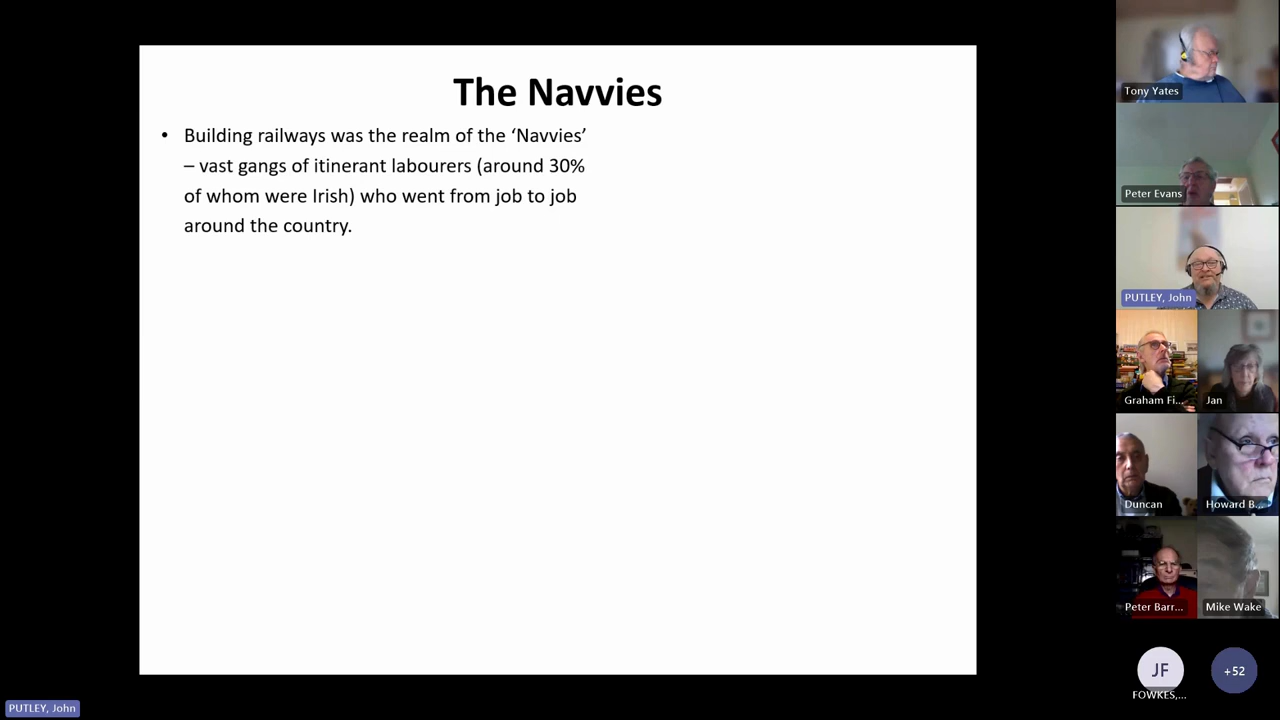 The Navvies
• Building railways was the realm of the ‘Navvies’
– vast gangs of itinerant labourers (around 30%
of whom were Irish) who went from job to job
around the country.
Tony Yates
Peter Evans
PUTLEY, John
Graham Fi...
Jan
Duncan
Howard B...
Peter Barr...
Mike Wake
JF
+52
FOWKES,...
PUTLEY, John